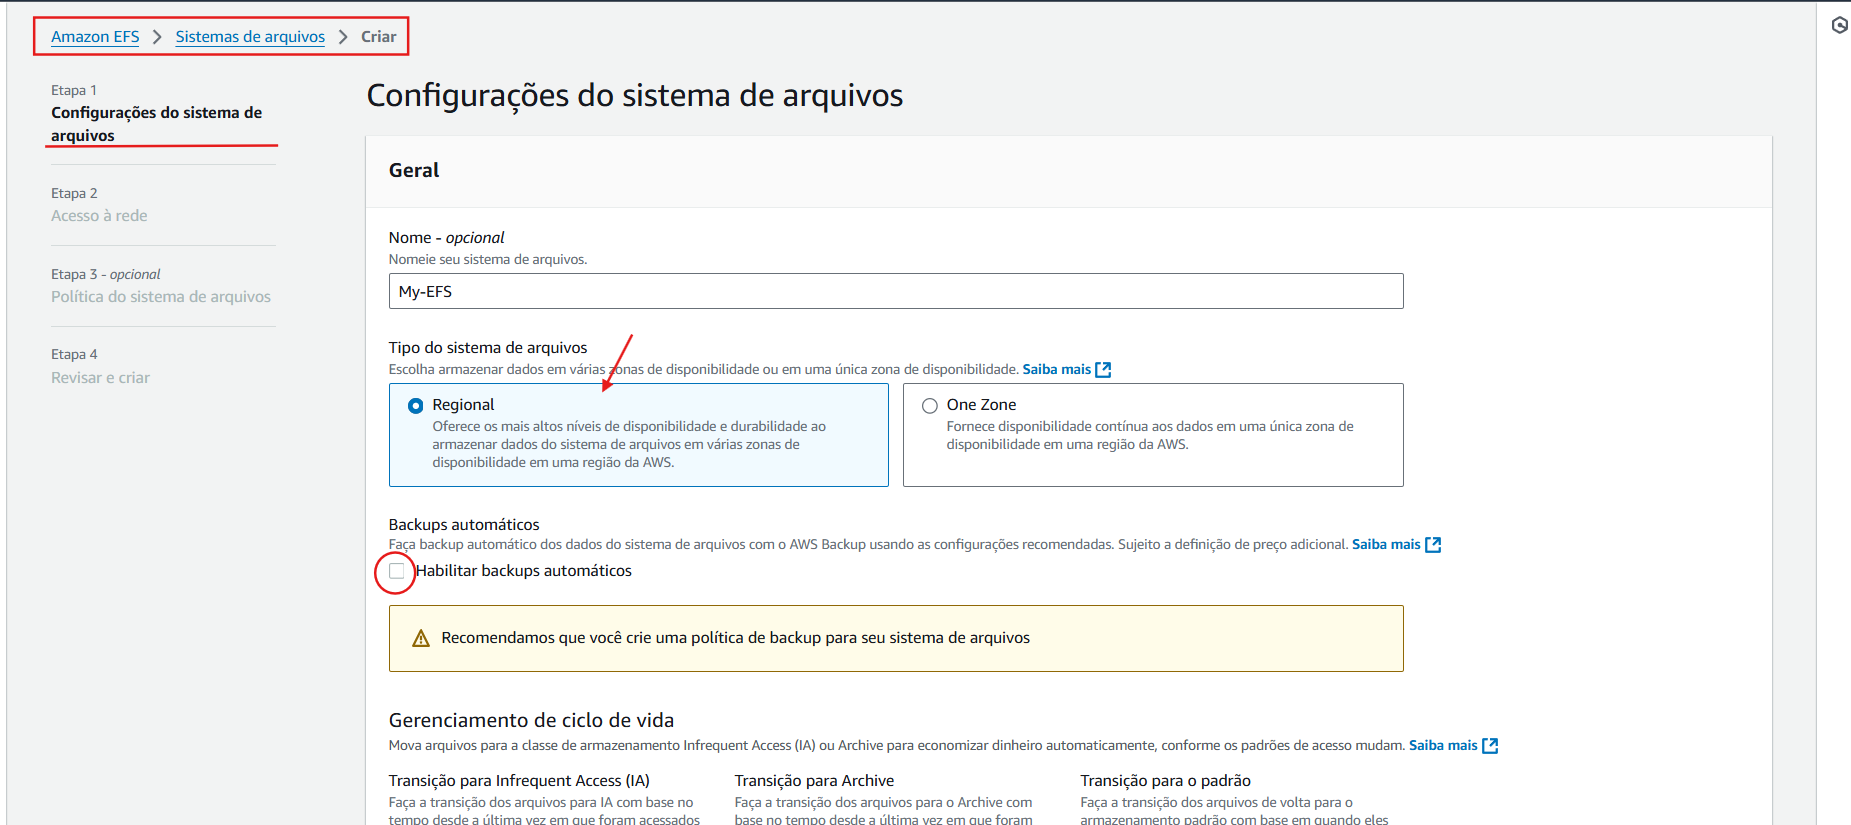 Amazon EFS > Sistemas de arquivos > Criar
Etapa 1
Configurações do sistema de
arquivos
Etapa 2
Acesso à rede
Etapa 3 - opcional
Política do sistema de arquivos
Etapa 4
Revisar e criar
Configurações do sistema de arquivos
Geral
Nome - opcional
Nomeie seu sistema de arquivos.
My-EFS
Tipo do sistema de arquivos
Escolha armazenar dados em várias zonas de disponibilidade ou em uma única zona de disponibilidade. Saiba mais
Regional
Oferece os mais altos níveis de disponibilidade e durabilidade ao
armazenar dados do sistema de arquivos em várias zonas de
disponibilidade em uma região da AWS.
One Zone
Fornece disponibilidade contínua aos dados em uma única zona de
disponibilidade em uma região da AWS.
Backups automáticos
Faça backup automático dos dados do sistema de arquivos com o AWS Backup usando as configurações recomendadas. Sujeito a definição de preço adicional. Saiba mais
Habilitar backups automáticos
Recomendamos que você crie uma política de backup para seu sistema de arquivos
Gerenciamento de ciclo de vida
Mova arquivos para a classe de armazenamento Infrequent Access (IA) ou Archive para economizar dinheiro automaticamente, conforme os padrões de acesso mudam. Saiba mais
Transição para Infrequent Access (IA)
Faça a transição dos arquivos para IA com base no
tempo desde a última vez em que foram acessados
Transição para Archive
Faça a transição dos arquivos para o Archive com
base no tempo desde a última vez em que foram
Transição para o padrão
Faça a transição dos arquivos de volta para o
armazenamento padrão com base em quando eles